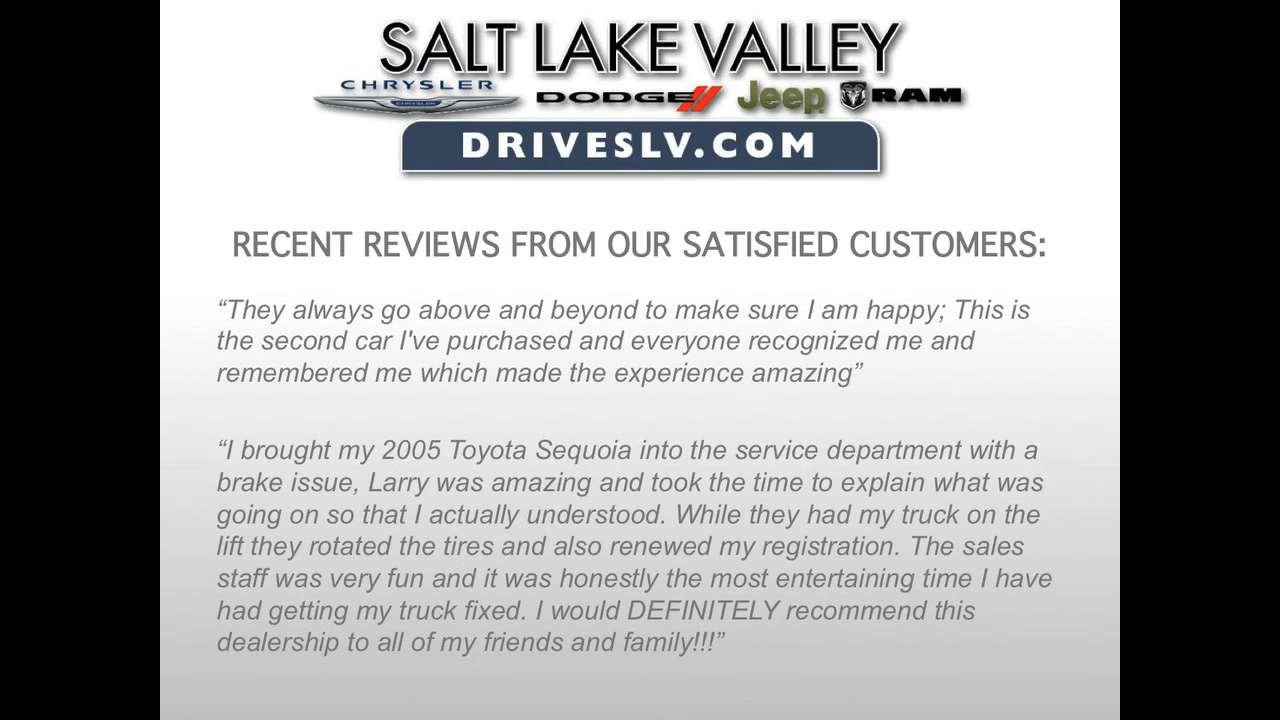 SALT LAKE VALLEY
CHRYSLER DODGE Jeep RAM
CHRYSLER
DRIVESLV.COM
RECENT REVIEWS FROM OUR SATISFIED CUSTOMERS:
“They always go above and beyond to make sure I am happy; This is
the second car I've purchased and everyone recognized me and
remembered me which made the experience amazing”
“I brought my 2005 Toyota Sequoia into the service department with a
brake issue, Larry was amazing and took the time to explain what was
going on so that I actually understood. While they had my truck on the
lift they rotated the tires and also renewed my registration. The sales
staff was very fun and it was honestly the most entertaining time I have
had getting my truck fixed. I would DEFINITELY recommend this
dealership to all of my friends and family!!!”